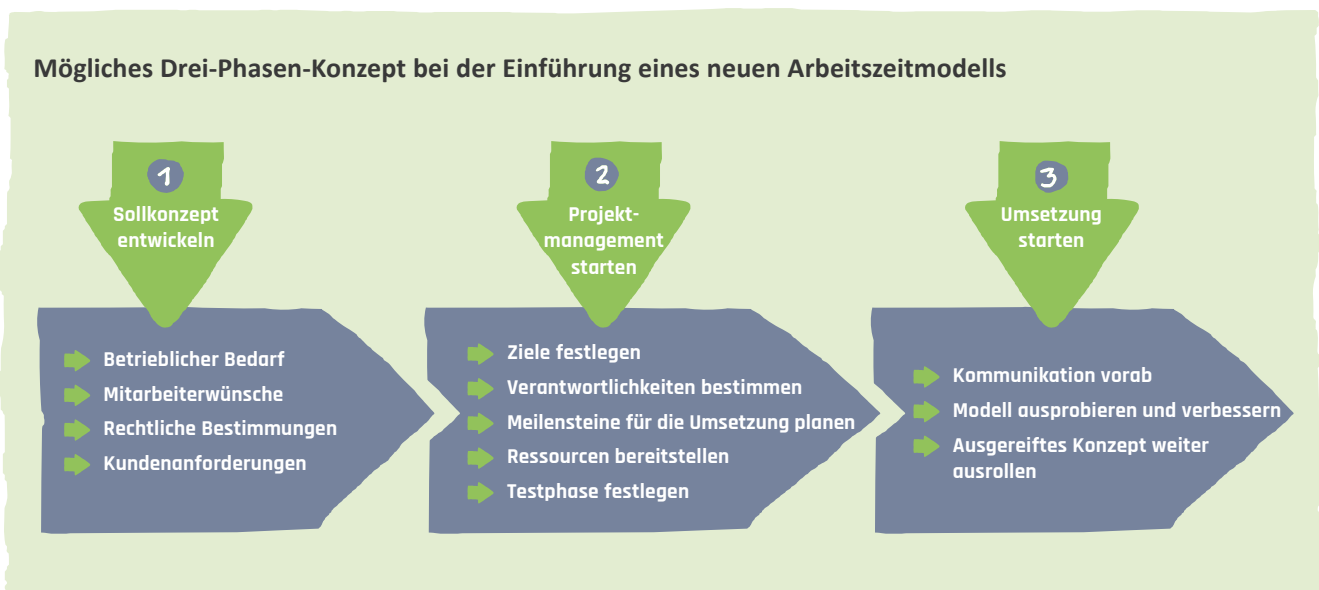 Mögliches Drei-Phasen-Konzept bei der Einführung eines neuen Arbeitszeitmodells
1
Sollkonzept
entwickeln
Betrieblicher Bedarf
Mitarbeiterwünsche
Rechtliche Bestimmungen
Kundenanforderungen
2
Projekt-
management
starten
Ziele festlegen
Verantwortlichkeiten bestimmen
Meilensteine für die Umsetzung planen
Ressourcen bereitstellen
Testphase festlegen
3
Umsetzung
starten
Kommunikation vorab
Modell ausprobieren und verbessern
Ausgereiftes Konzept weiter
ausrollen